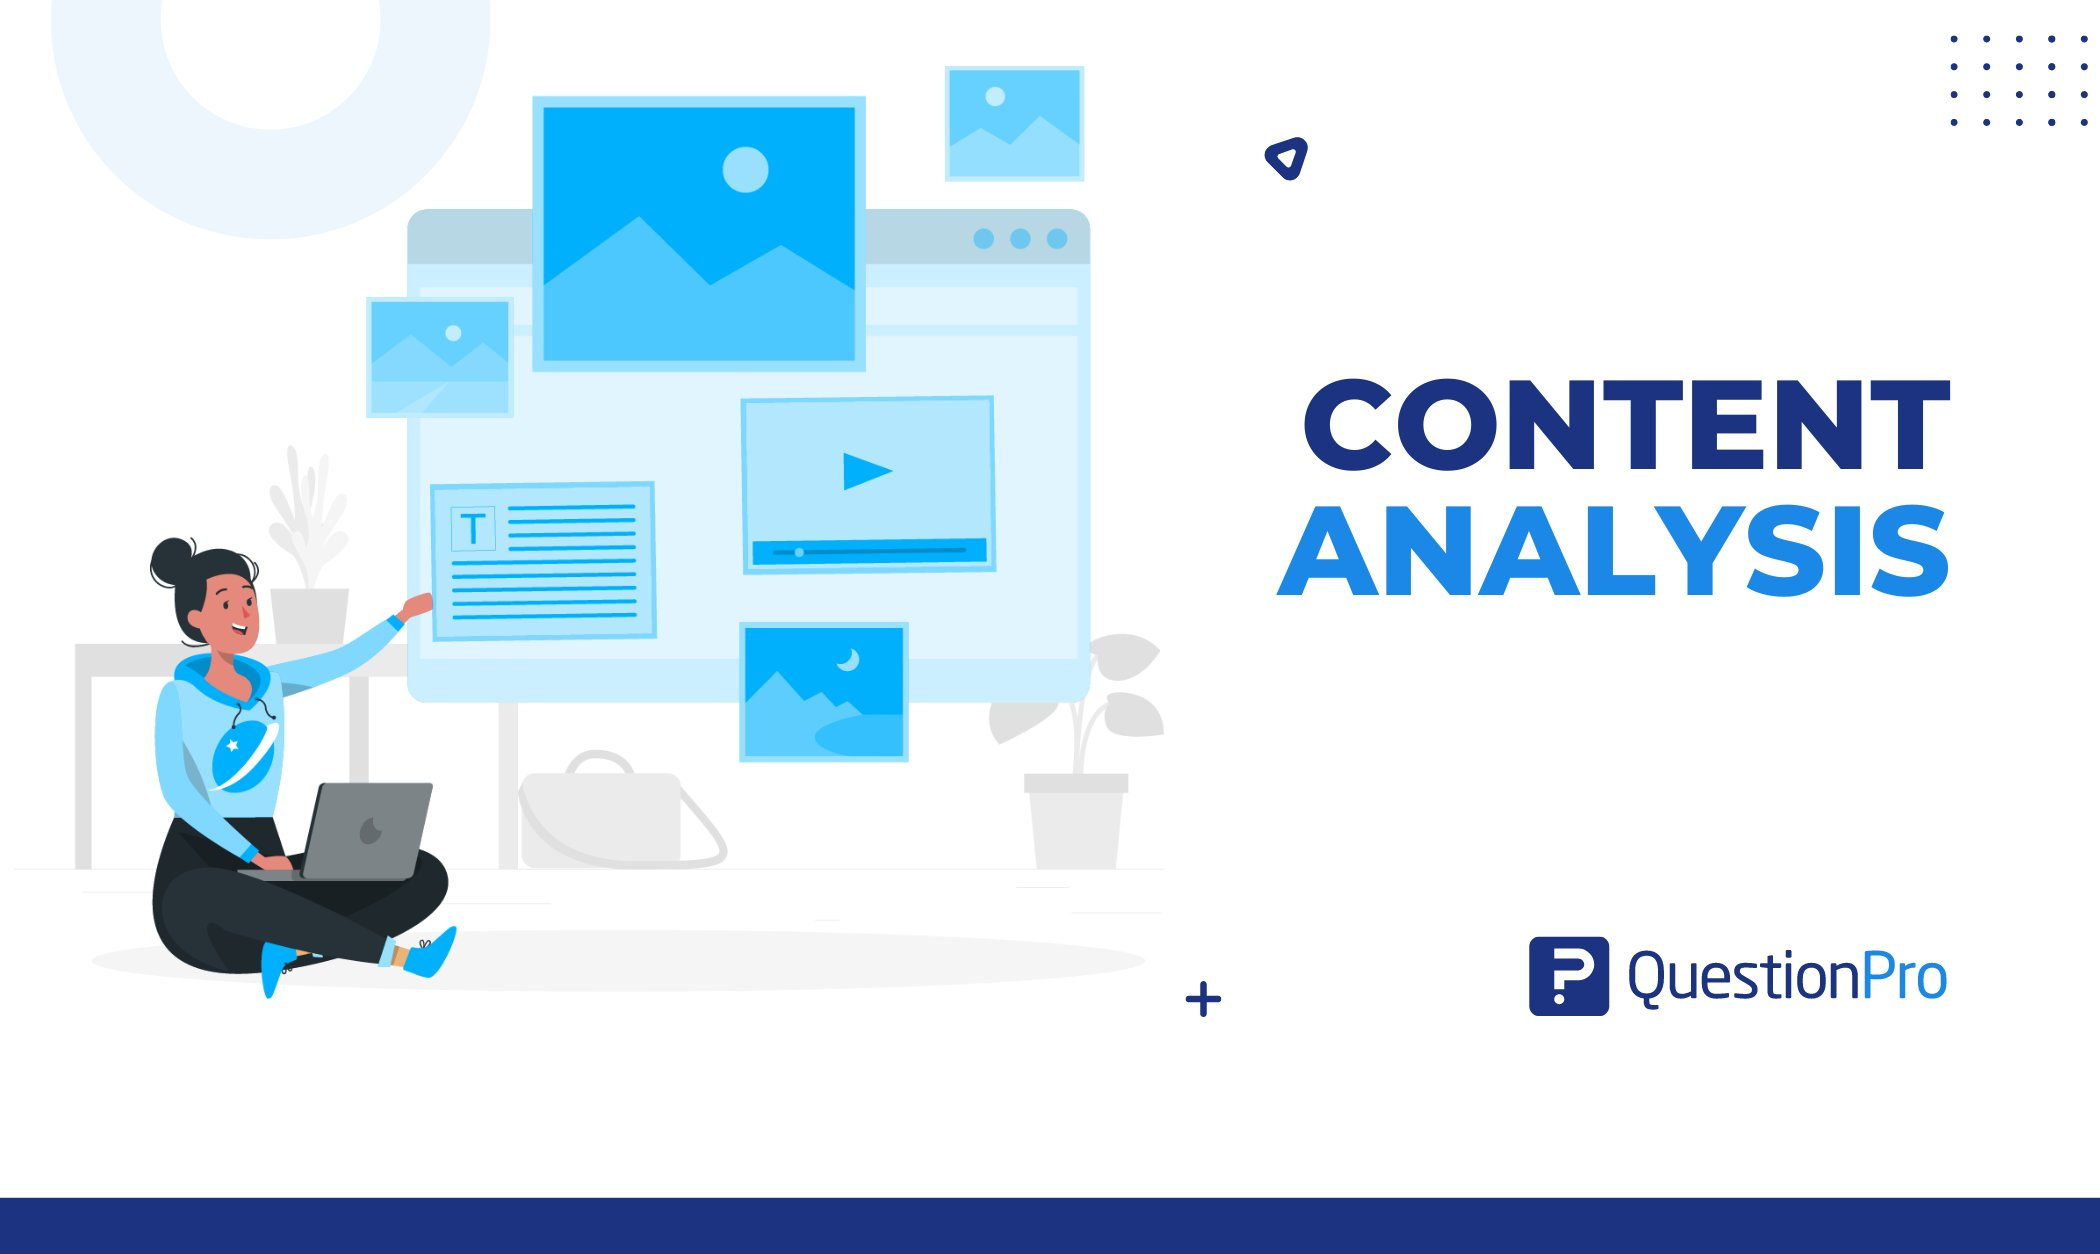 T
CONTENT
ANALYSIS
QuestionPro